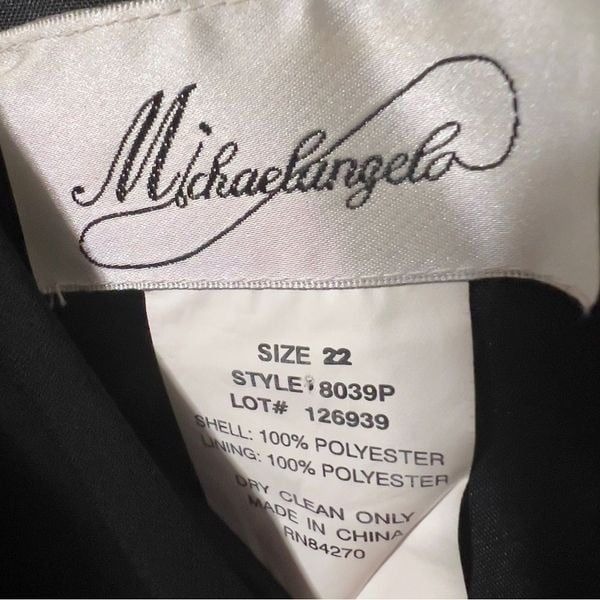 Michaelangelo
SIZE 22
STYLE: 8039P
LOT# 126939
SHELL: 100% POLYESTER
LINING: 100% POLYESTER
DRY CLEAN ONLY
MADE IN CHINA
RN84270